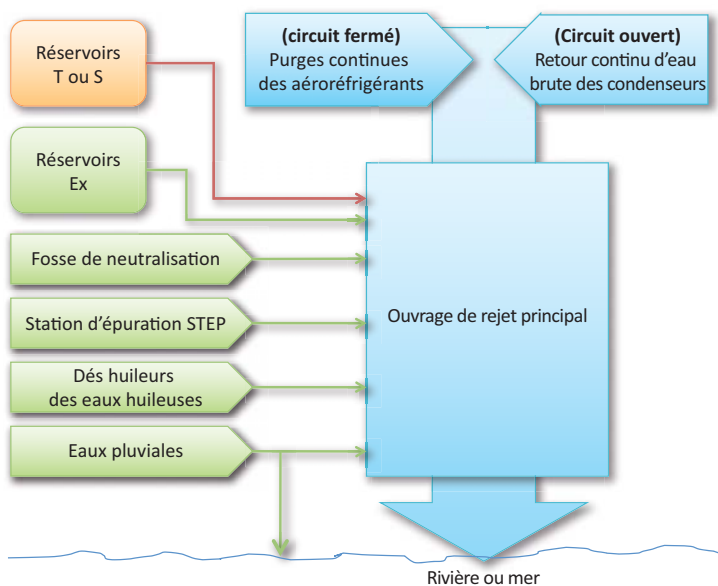 Réservoirs
T ou S
(circuit fermé)
Purges continues
des aéroréfrigérants
(Circuit ouvert)
Retour continu d'eau
brute des condenseurs
Réservoirs
Ex
Fosse de neutralisation
Station d'épuration STEP
Dés huileurs
des eaux huileuses
Eaux pluviales
Ouvrage de rejet principal
Rivière ou mer